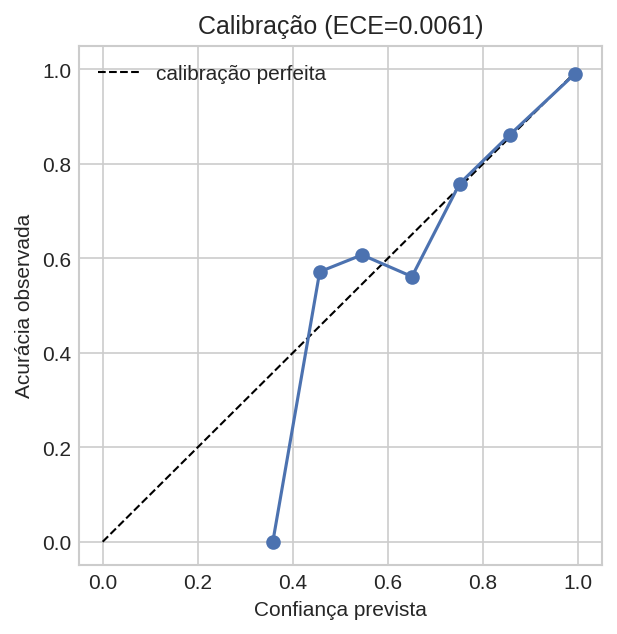 Calibração (ECE=0.0061)
calibração perfeita
1.0
0.8
0.6
0.4
0.2
0.0
Acurácia observada
0.0 0.2 0.4 0.6 0.8 1.0
Confiança prevista